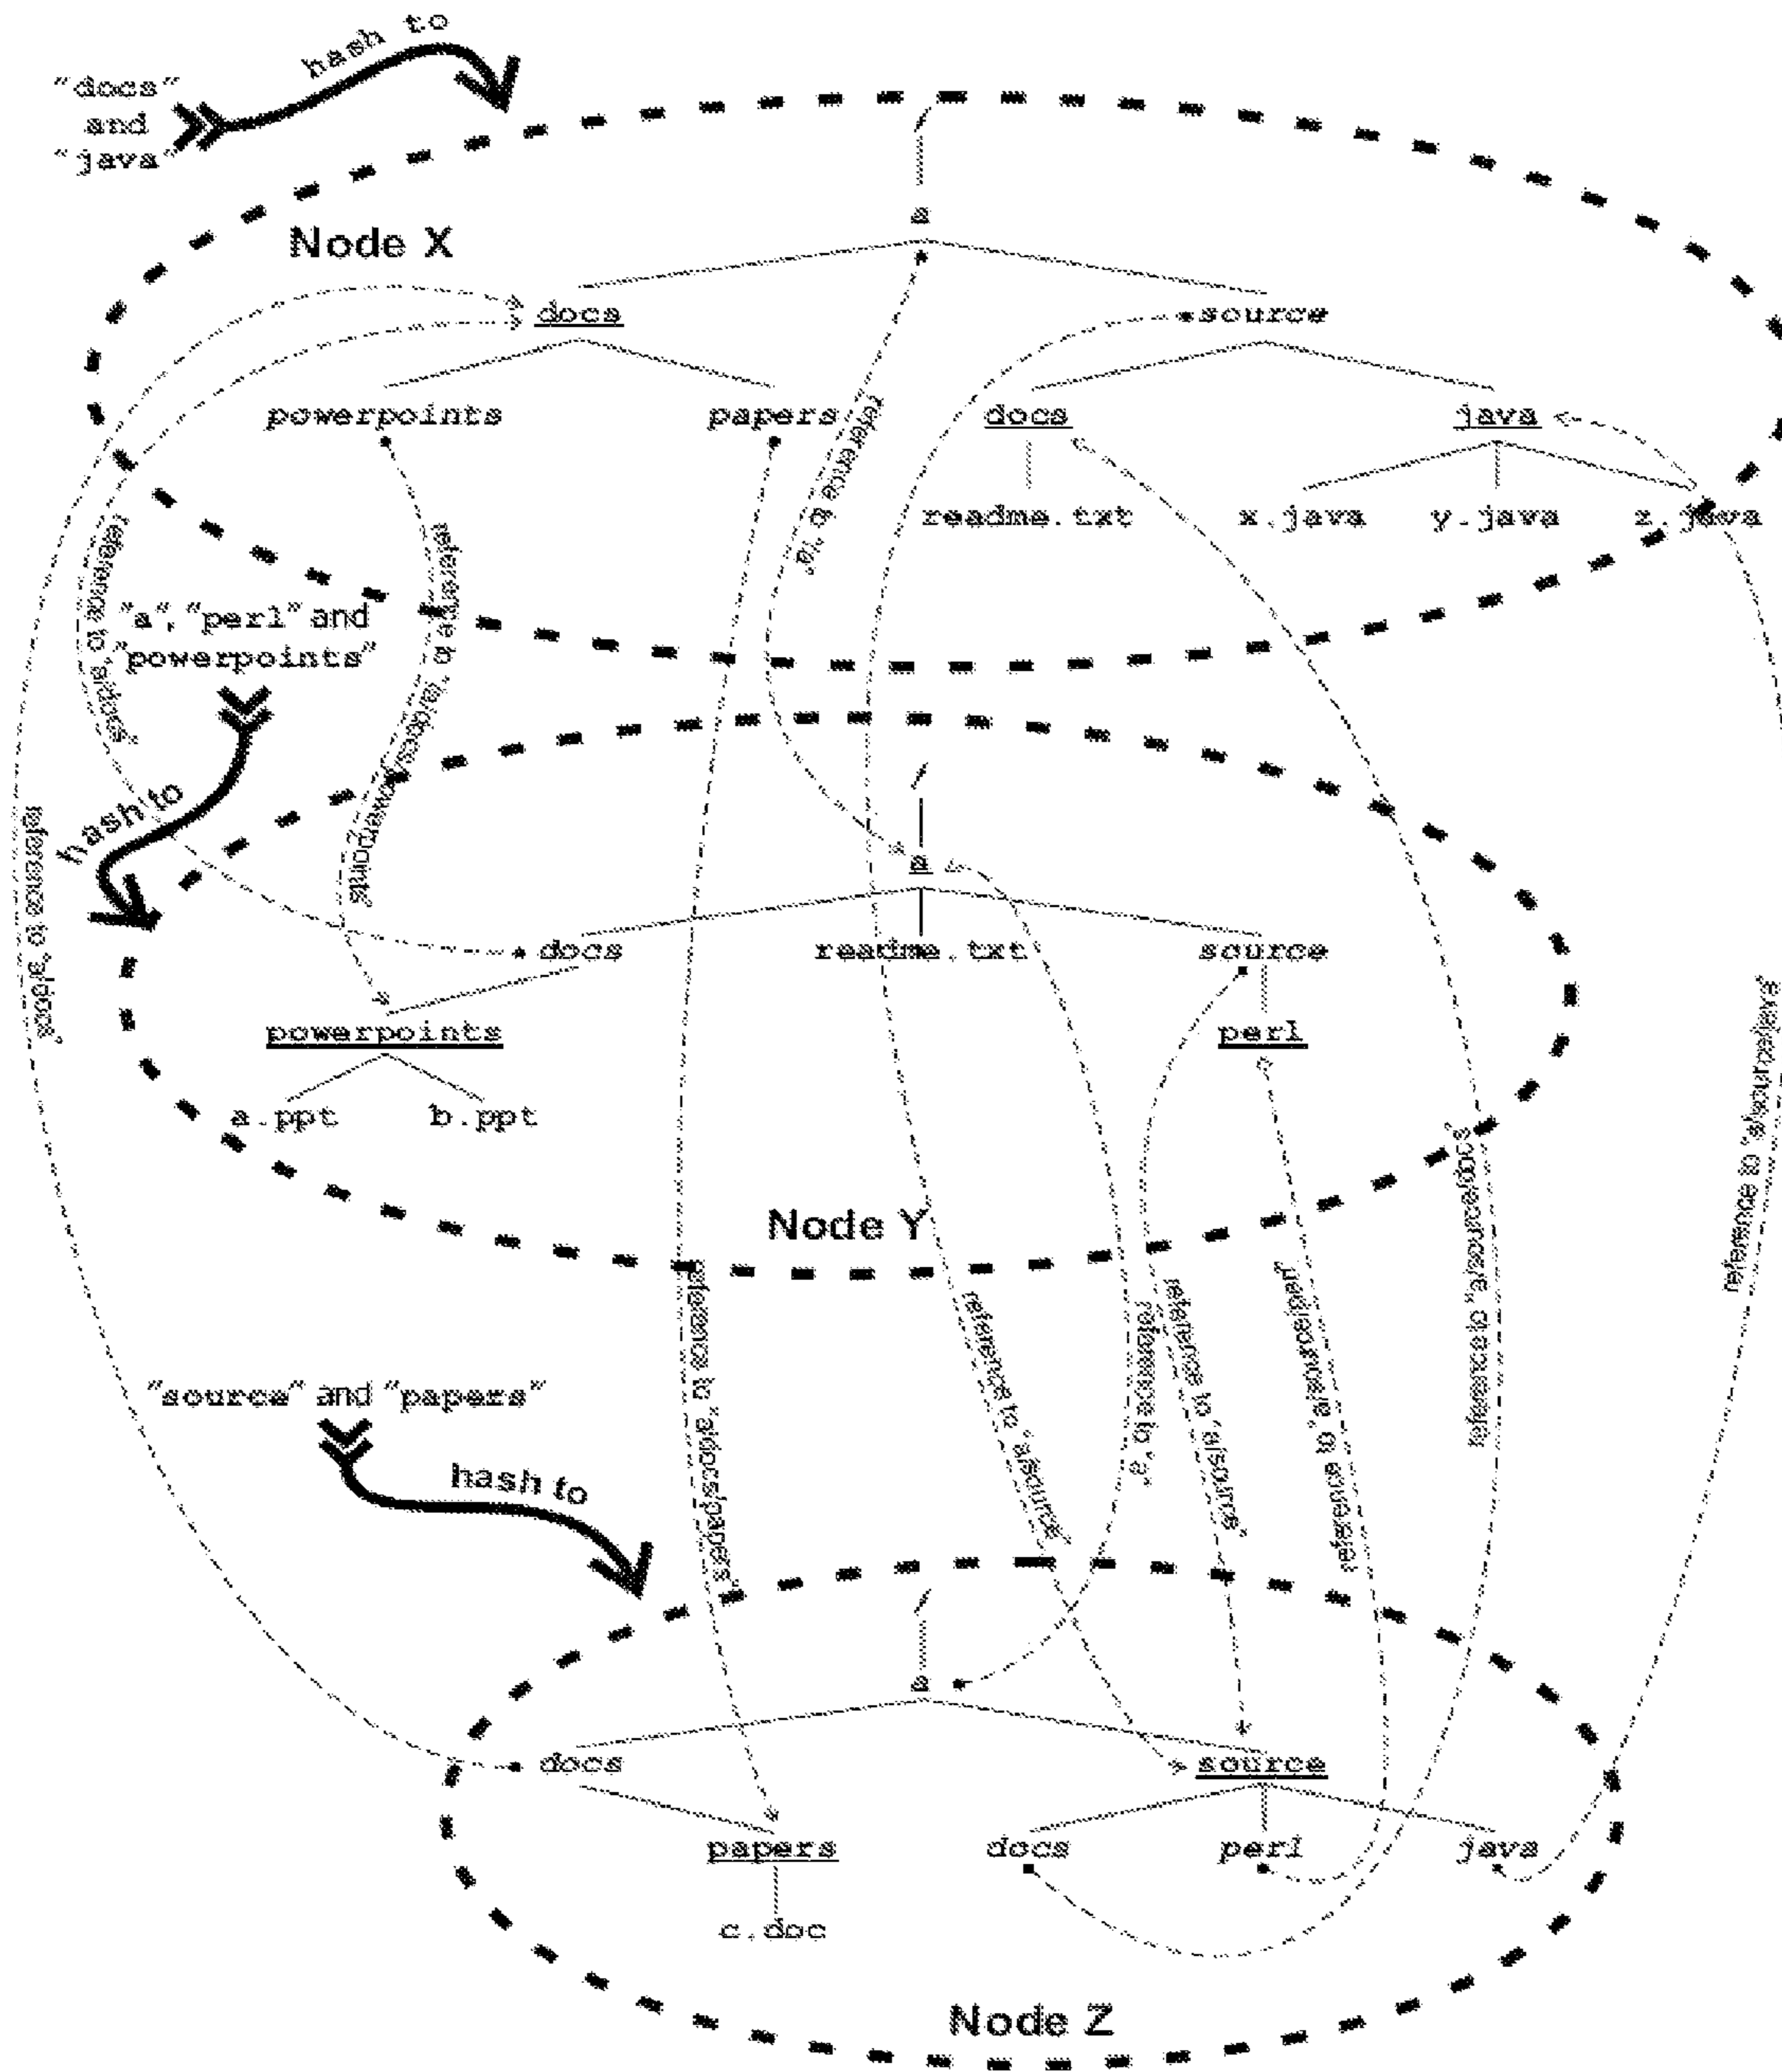 hash to
"docs"
and
"java"
/
a
Node X
docs
source
powerpoints
papers
docs
java
readme.txt
x.java
y.java
z.java
reference to "/a"
reference to "a/docs"
reference to "/a/docs/powerpoints"
"a", "perl" and
"powerpoints"
hash to
/
a
docs
readme.txt
source
powerpoints
perl
a.ppt
b.ppt
Node Y
reference to "a/docs"
reference to "a/docs/papers"
reference to "a/source"
reference to "a"
reference to "a/source"
reference to "a/source/perl"
reference to "a/source/docs"
reference to "a/source/java"
"source" and "papers"
hash to
/
a
docs
source
papers
docs
perl
java
c.doc
Node Z